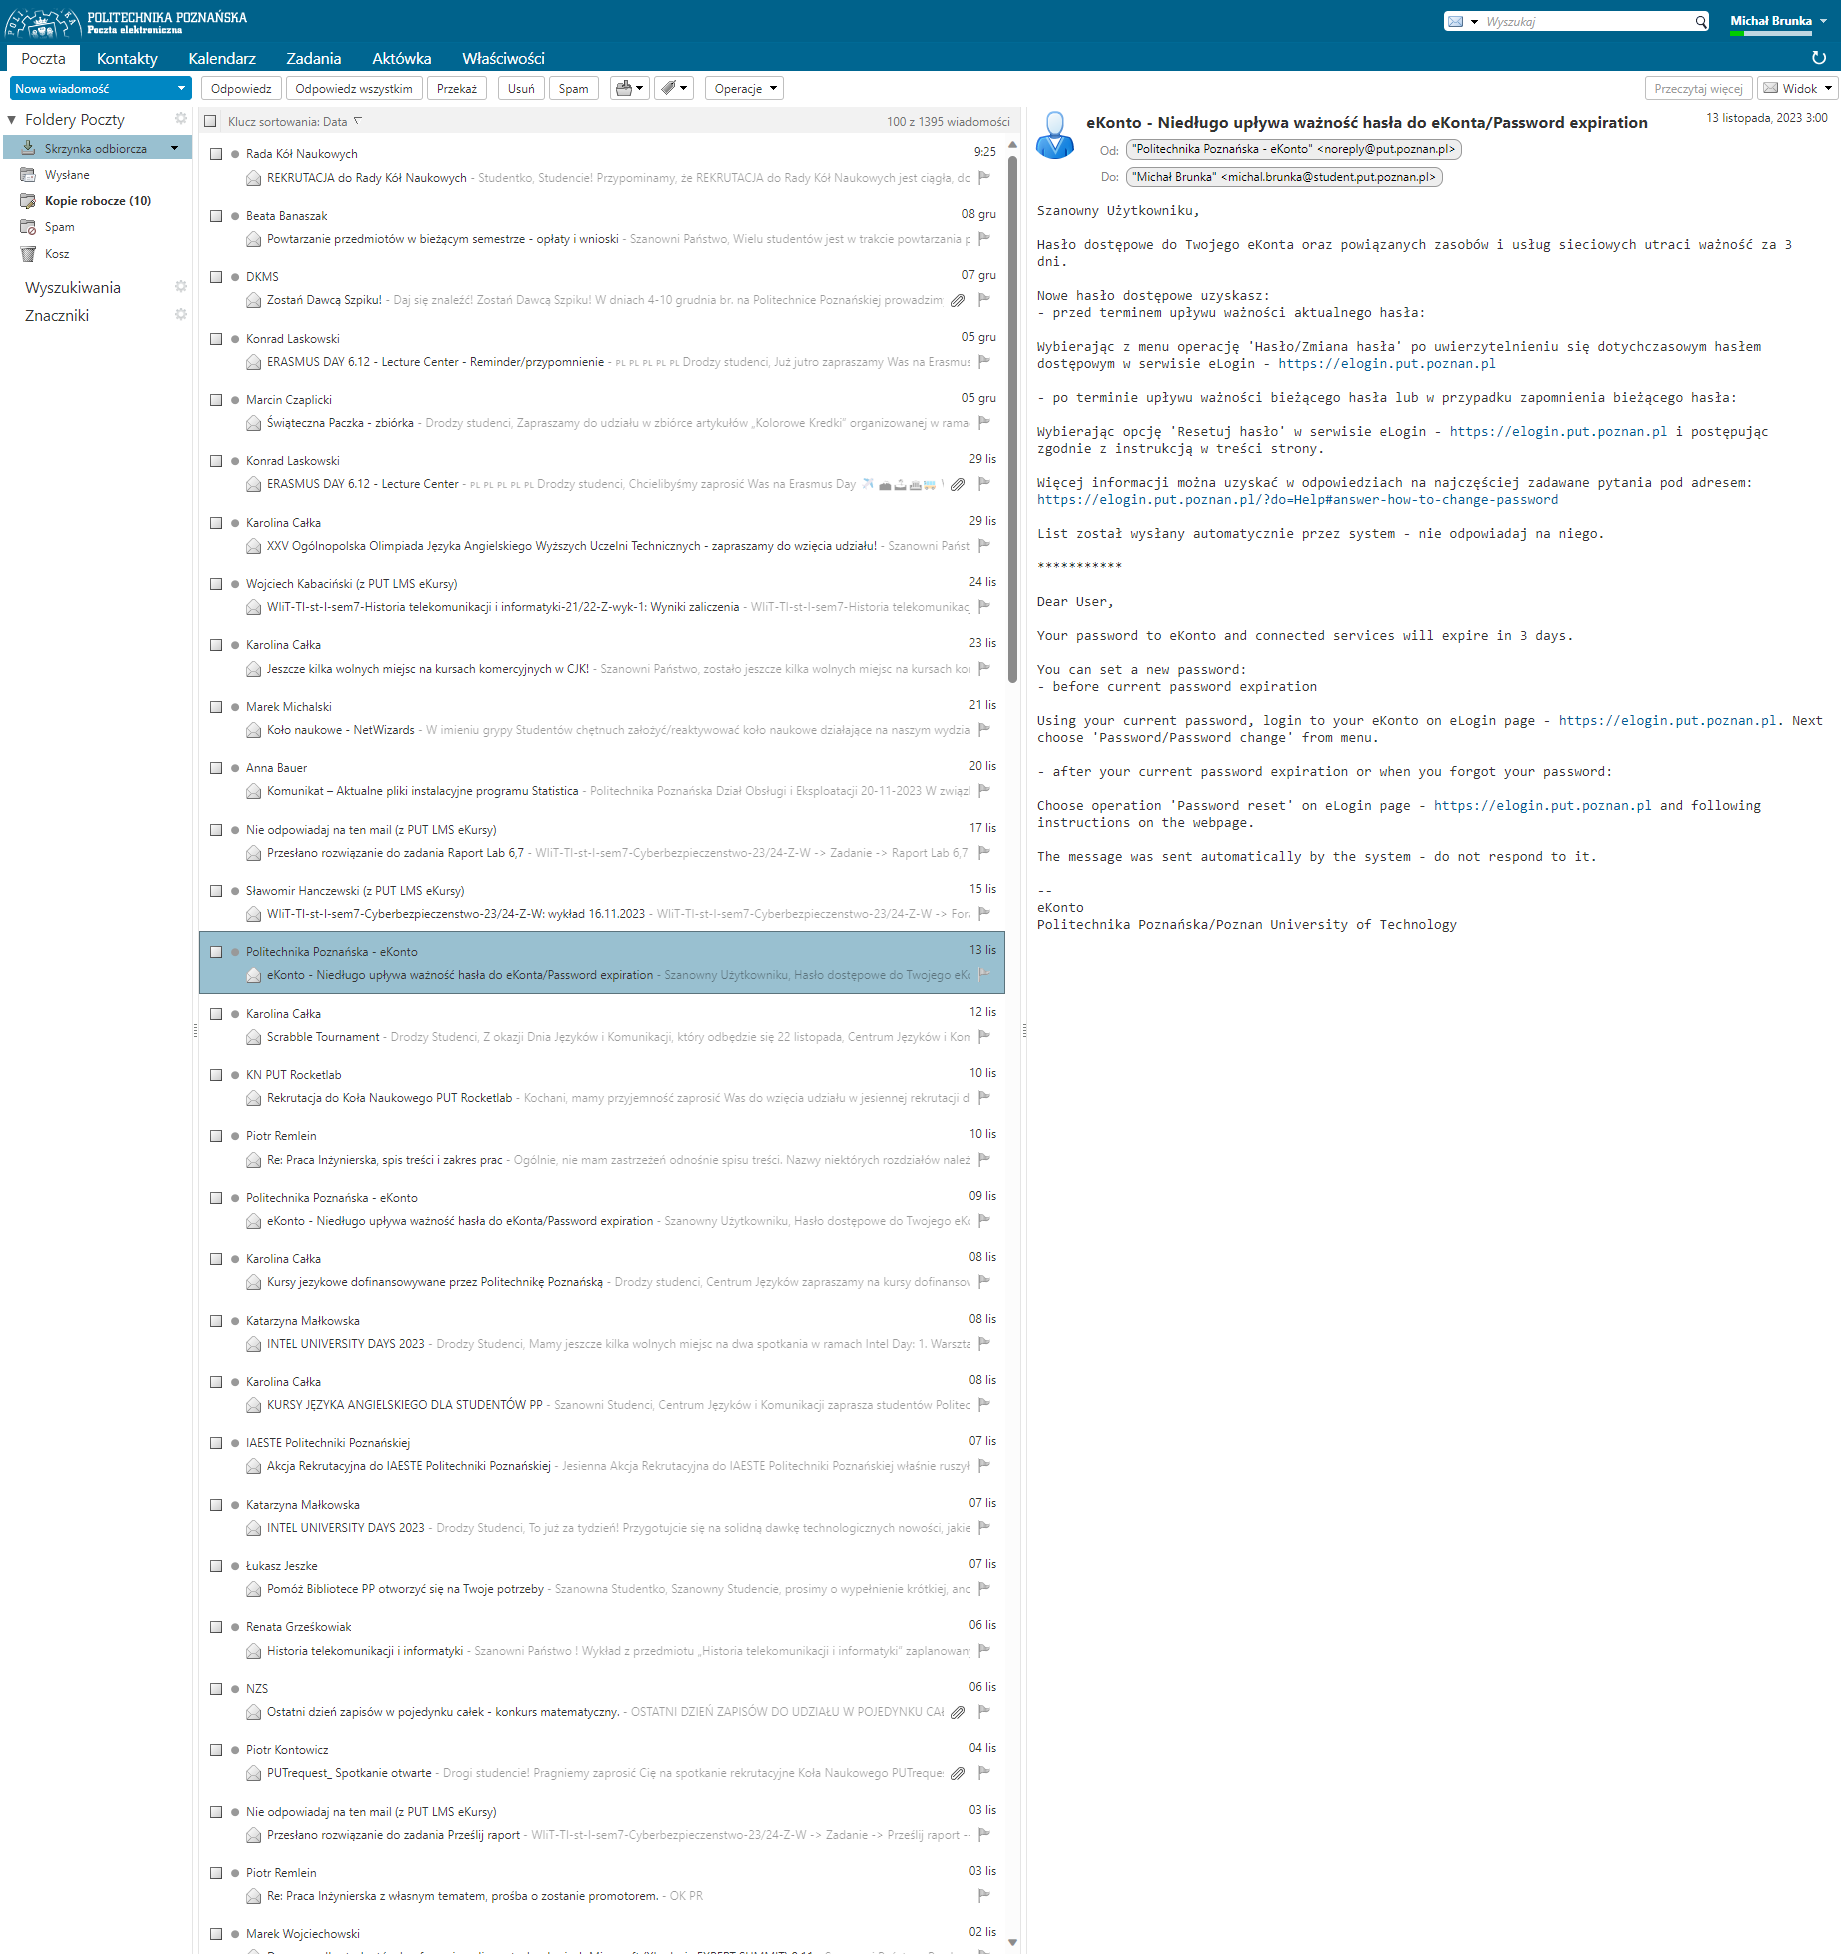 POLITECHNIKA POZNAŃSKA
Poczta elektroniczna
Wyszukaj
Michał Brunka
Poczta
Kontakty
Kalendarz
Zadania
Aktówka
Właściwości
Nowa wiadomość
Odpowiedz
Odpowiedz wszystkim
Przekaż
Usuń
Spam
Operacje
Przeczytaj więcej
Widok
Foldery Poczty
Skrzynka odbiorcza
Wysłane
Kopie robocze (10)
Spam
Kosz
Wyszukiwania
Znaczniki
Klucz sortowania: Data
100 z 1395 wiadomości
Rada Kół Naukowych 9:25
REKRUTACJA do Rady Kół Naukowych - Studentko, Studencie! Przypominamy, że REKRUTACJA do Rady Kół Naukowych jest ciągła, dc
Beata Banaszak 08 gru
Powtarzanie przedmiotów w bieżącym semestrze - opłaty i wnioski - Szanowni Państwo, Wielu studentów jest w trakcie powtarzania p
DKMS 07 gru
Zostań Dawcą Szpiku! - Daj się znaleźć! Zostań Dawcą Szpiku! W dniach 4-10 grudnia br. na Politechnice Poznańskiej prowadzim
Konrad Laskowski 05 gru
ERASMUS DAY 6.12 - Lecture Center - Reminder/przypomnienie - PL PL PL PL PL Drodzy studenci, Już jutro zapraszamy Was na Erasmus
Marcin Czaplicki 05 gru
Świąteczna Paczka - zbiórka - Drodzy studenci, Zapraszamy do udziału w zbiórce artykułów „Kolorowe Kredki" organizowanej w rama
Konrad Laskowski 29 lis
ERASMUS DAY 6.12 - Lecture Center - PL PL PL PL PL Drodzy studenci, Chcielibyśmy zaprosić Was na Erasmus Day
Karolina Całka 29 lis
XXV Ogólnopolska Olimpiada Języka Angielskiego Wyższych Uczelni Technicznych - zapraszamy do wzięcia udziału! - Szanowni Państ
Wojciech Kabaciński (z PUT LMS eKursy) 24 lis
WIiT-TI-st-I-sem7-Historia telekomunikacji i informatyki-21/22-Z-wyk-1: Wyniki zaliczenia - WIiT-TI-st-I-sem7-Historia telekomunikac
Karolina Całka 23 lis
Jeszcze kilka wolnych miejsc na kursach komercyjnych w CJK! - Szanowni Państwo, zostało jeszcze kilka wolnych miejsc na kursach ko
Marek Michalski 21 lis
Koło naukowe - NetWizards - W imieniu grypy Studentów chętnych założyć/reaktywować koło naukowe działające na naszym wydzia
Anna Bauer 20 lis
Komunikat – Aktualne pliki instalacyjne programu Statistica - Politechnika Poznańska Dział Obsługi i Eksploatacji 20-11-2023 W związl
Nie odpowiadaj na ten mail (z PUT LMS eKursy) 17 lis
Przesłano rozwiązanie do zadania Raport Lab 6,7 - WIiT-TI-st-I-sem7-Cyberbezpieczenstwo-23/24-Z-W -> Zadanie -> Raport Lab 6,7
Sławomir Hanczewski (z PUT LMS eKursy) 15 lis
WIiT-TI-st-I-sem7-Cyberbezpieczenstwo-23/24-Z-W: wykład 16.11.2023 - WIiT-TI-st-I-sem7-Cyberbezpieczenstwo-23/24-Z-W -> For
Politechnika Poznańska - eKonto 13 lis
eKonto - Niedługo upływa ważność hasła do eKonta/Password expiration - Szanowny Użytkowniku, Hasło dostępowe do Twojego eK
Karolina Całka 12 lis
Scrabble Tournament - Drodzy Studenci, Z okazji Dnia Języków i Komunikacji, który odbędzie się 22 listopada, Centrum Języków i Kom
KN PUT Rocketlab 10 lis
Rekrutacja do Koła Naukowego PUT Rocketlab - Kochani, mamy przyjemność zaprosić Was do wzięcia udziału w jesiennej rekrutacji d
Piotr Remlein 10 lis
Re: Praca Inżynierska, spis treści i zakres prac - Ogólnie, nie mam zastrzeżeń odnośnie spisu treści. Nazwy niektórych rozdziałów należ
Politechnika Poznańska - eKonto 09 lis
eKonto - Niedługo upływa ważność hasła do eKonta/Password expiration - Szanowny Użytkowniku, Hasło dostępowe do Twojego eK
Karolina Całka 08 lis
Kursy jezykowe dofinansowywane przez Politechnikę Poznańską - Drodzy studenci, Centrum Języków zapraszamy na kursy dofinansov
Katarzyna Małkowska 08 lis
INTEL UNIVERSITY DAYS 2023 - Drodzy Studenci, Mamy jeszcze kilka wolnych miejsc na dwa spotkania w ramach Intel Day: 1. Warszta
Karolina Całka 08 lis
KURSY JĘZYKA ANGIELSKIEGO DLA STUDENTÓW PP - Szanowni Studenci, Centrum Języków i Komunikacji zaprasza studentów Politec
IAESTE Politechniki Poznańskiej 07 lis
Akcja Rekrutacyjna do IAESTE Politechniki Poznańskiej - Jesienna Akcja Rekrutacyjna do IAESTE Politechniki Poznańskiej właśnie ruszył
Katarzyna Małkowska 07 lis
INTEL UNIVERSITY DAYS 2023 - Drodzy Studenci, To już za tydzień! Przygotujcie się na solidną dawkę technologicznych nowości, jakie
Łukasz Jeszke 07 lis
Pomóż Bibliotece PP otworzyć się na Twoje potrzeby - Szanowna Studentko, Szanowny Studencie, prosimy o wypełnienie krótkiej, anc
Renata Grześkowiak 06 lis
Historia telekomunikacji i informatyki - Szanowni Państwo ! Wykład z przedmiotu „Historia telekomunikacji i informatyki" zaplanowan
NZS 06 lis
Ostatni dzień zapisów w pojedynku całek - konkurs matematyczny. - OSTATNI DZIEŃ ZAPISÓW DO UDZIAŁU W POJEDYNKU CAŁ
Piotr Kontowicz 04 lis
PUTrequest_ Spotkanie otwarte - Drogi studencie! Pragniemy zaprosić Cię na spotkanie rekrutacyjne Koła Naukowego PUTreques
Nie odpowiadaj na ten mail (z PUT LMS eKursy) 03 lis
Przesłano rozwiązanie do zadania Prześlij raport - WIiT-TI-st-I-sem7-Cyberbezpieczenstwo-23/24-Z-W -> Zadanie -> Prześlij raport -
Piotr Remlein 03 lis
Re: Praca Inżynierska z własnym tematem, prośba o zostanie promotorem. - OK PR
Marek Wojciechowski 02 lis
eKonto - Niedługo upływa ważność hasła do eKonta/Password expiration
13 listopada, 2023 3:00
Od: "Politechnika Poznańska - eKonto" <noreply@put.poznan.pl>
Do: "Michał Brunka" <michal.brunka@student.put.poznan.pl>
Szanowny Użytkowniku,
Hasło dostępowe do Twojego eKonta oraz powiązanych zasobów i usług sieciowych utraci ważność za 3
dni.
Nowe hasło dostępowe uzyskasz:
- przed terminem upływu ważności aktualnego hasła:
Wybierając z menu operację 'Hasło/Zmiana hasła' po uwierzytelnieniu się dotychczasowym hasłem
dostępowym w serwisie eLogin - https://elogin.put.poznan.pl
- po terminie upływu ważności bieżącego hasła lub w przypadku zapomnienia bieżącego hasła:
Wybierając opcję 'Resetuj hasło' w serwisie eLogin - https://elogin.put.poznan.pl i postępując
zgodnie z instrukcją w treści strony.
Więcej informacji można uzyskać w odpowiedziach na najczęściej zadawane pytania pod adresem:
https://elogin.put.poznan.pl/?do=Help#answer-how-to-change-password
List został wysłany automatycznie przez system - nie odpowiadaj na niego.
***********
Dear User,
Your password to eKonto and connected services will expire in 3 days.
You can set a new password:
- before current password expiration
Using your current password, login to your eKonto on eLogin page - https://elogin.put.poznan.pl. Next
choose 'Password/Password change' from menu.
- after your current password expiration or when you forgot your password:
Choose operation 'Password reset' on eLogin page - https://elogin.put.poznan.pl and following
instructions on the webpage.
The message was sent automatically by the system - do not respond to it.
--
eKonto
Politechnika Poznańska/Poznan University of Technology